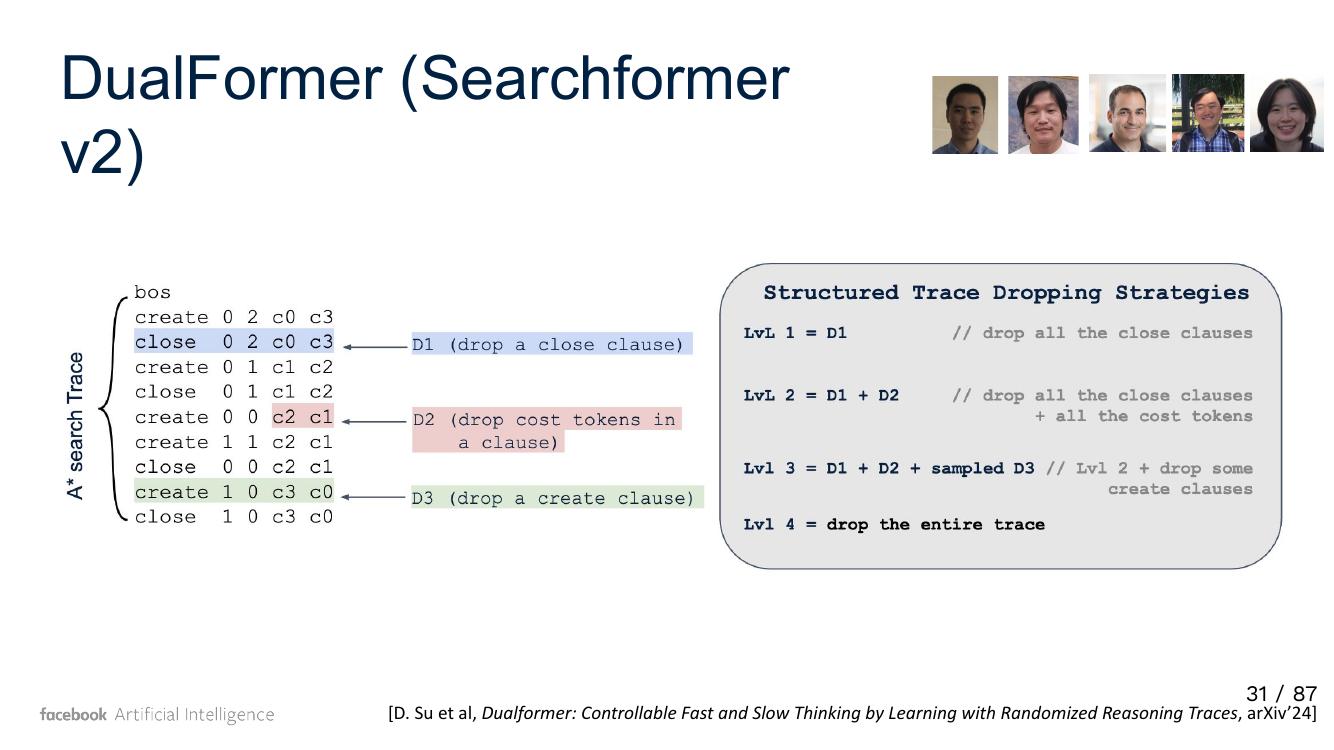 DualFormer (Searchformer
v2)
A* search Trace
bos
create 0 2 c0 c3
close 0 2 c0 c3
create 0 1 c1 c2
close 0 1 c1 c2
create 0 0 c2 c1
create 1 1 c2 c1
close 0 0 c2 c1
create 1 0 c3 c0
close 1 0 c3 c0
D1 (drop a close clause)
D2 (drop cost tokens in
a clause)
D3 (drop a create clause)
Structured Trace Dropping Strategies
LvL 1 = D1 // drop all the close clauses
LvL 2 = D1 + D2 // drop all the close clauses
+ all the cost tokens
Lvl 3 = D1 + D2 + sampled D3 // Lvl 2 + drop some
create clauses
Lvl 4 = drop the entire trace
31 / 87
facebook Artificial Intelligence
[D. Su et al, Dualformer: Controllable Fast and Slow Thinking by Learning with Randomized Reasoning Traces, arXiv’24]